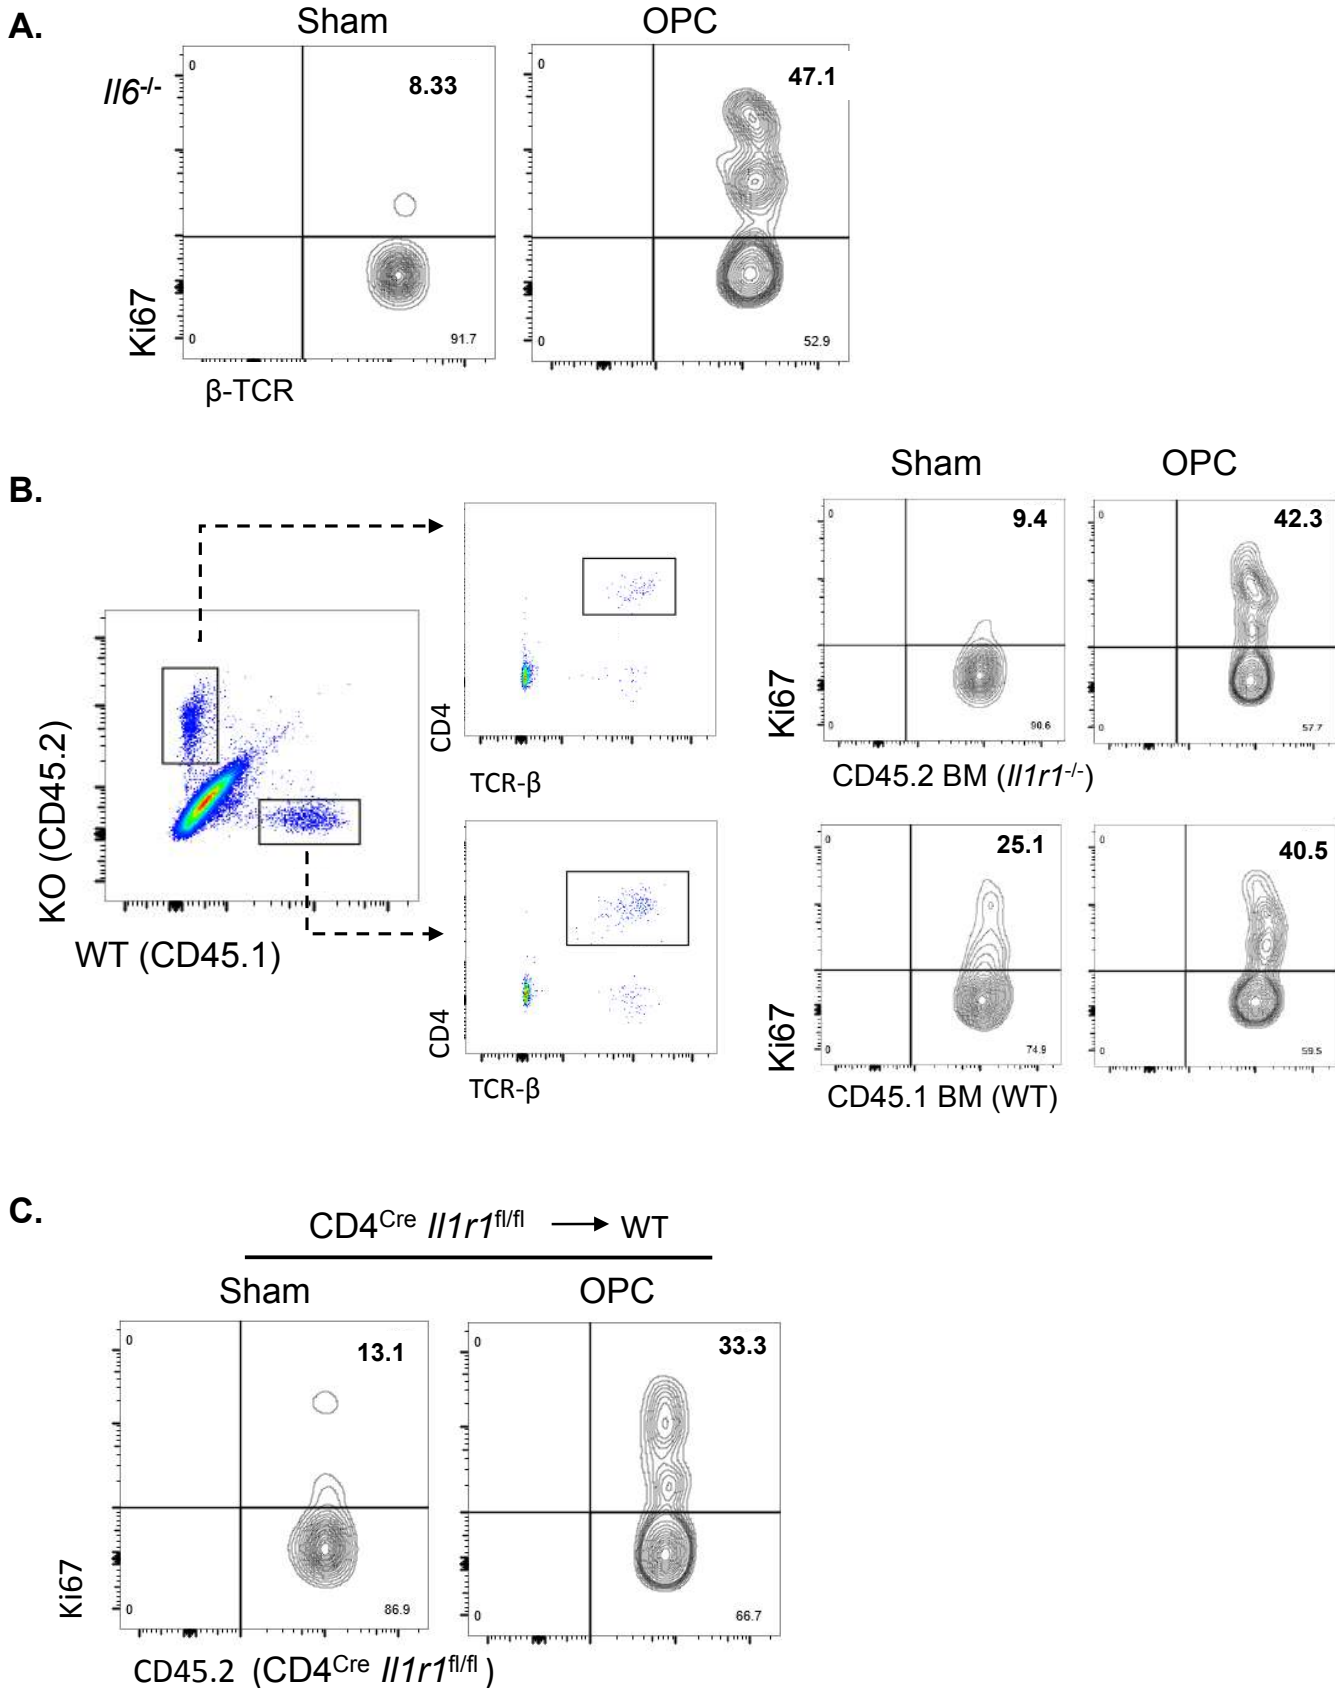 A.
Sham
OPC
Il6-/-
0
8.33
0
47.1
Ki67
0
91.7
0
52.9
β-TCR
B.
Sham
OPC
KO (CD45.2)
WT (CD45.1)
CD4
TCR-β
CD4
TCR-β
Ki67
0
9.4
0
42.3
0
90.6
0
57.7
CD45.2 BM (Il1r1-/-)
Ki67
0
25.1
0
40.5
0
74.9
0
59.5
CD45.1 BM (WT)
C.
CD4Cre Il1r1fl/fl → WT
Sham
OPC
0
13.1
0
33.3
Ki67
0
86.9
0
66.7
CD45.2 (CD4Cre Il1r1fl/fl)